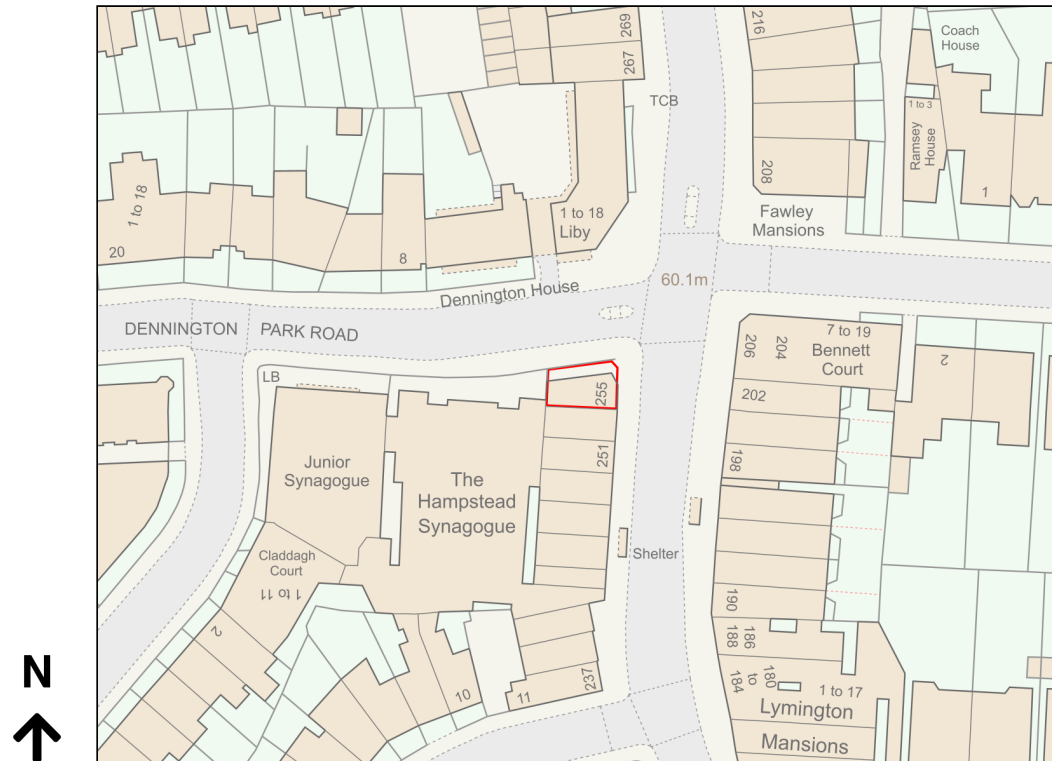 216
269
267
Coach
House
TCB
1 to 3
Ramsey
House
208
1
1 to 18
20
8
1 to 18
Liby
Fawley
Mansions
60.1m
Dennington House
DENNINGTON PARK ROAD
LB
206
204
7 to 19
Bennett
Court
2
202
255
251
198
Junior
Synagogue
The
Hampstead
Synagogue
Shelter
Claddagh
Court
1 to 11
190
2
188
186
184
to
180
1 to 17
10
11
237
Lymington
Mansions
N